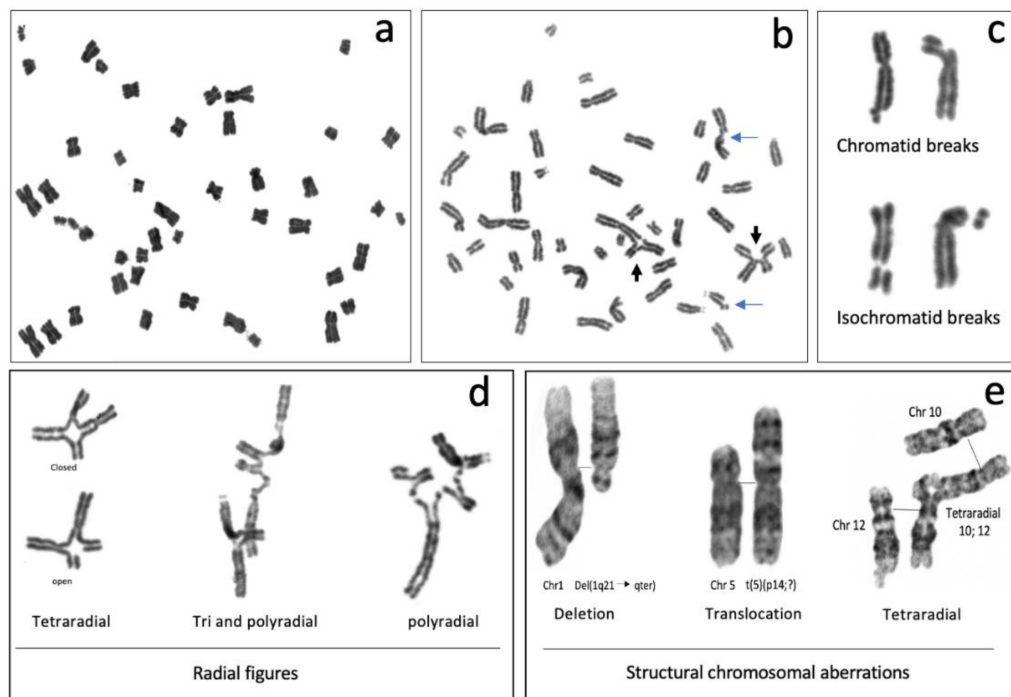 a
b
c
Chromatid breaks
Isochromatid breaks
d
Closed
open
Tetraradial
Tri and polyradial
polyradial
Radial figures
e
Chr 10
Chr 12
Tetraradial
10; 12
Chr1 Del(1q21 → qter)
Chr 5 t(5)(p14;?)
Deletion
Translocation
Tetraradial
Structural chromosomal aberrations